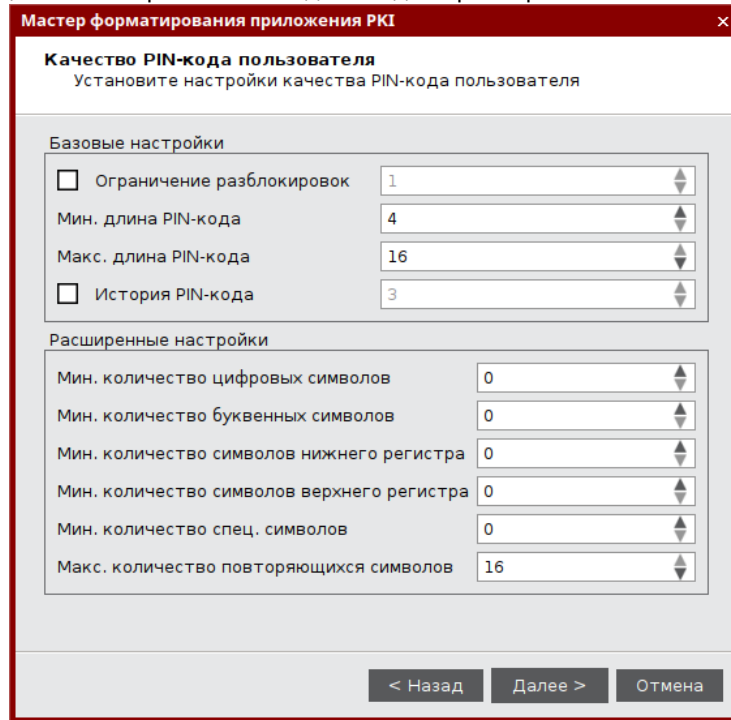 Мастер форматирования приложения PKI ×
Качество PIN-кода пользователя
Установите настройки качества PIN-кода пользователя
Базовые настройки
Ограничение разблокировок 1
Мин. длина PIN-кода 4
Макс. длина PIN-кода 16
История PIN-кода 3
Расширенные настройки
Мин. количество цифровых символов 0
Мин. количество буквенных символов 0
Мин. количество символов нижнего регистра 0
Мин. количество символов верхнего регистра 0
Мин. количество спец. символов 0
Макс. количество повторяющихся символов 16
< Назад Далее > Отмена